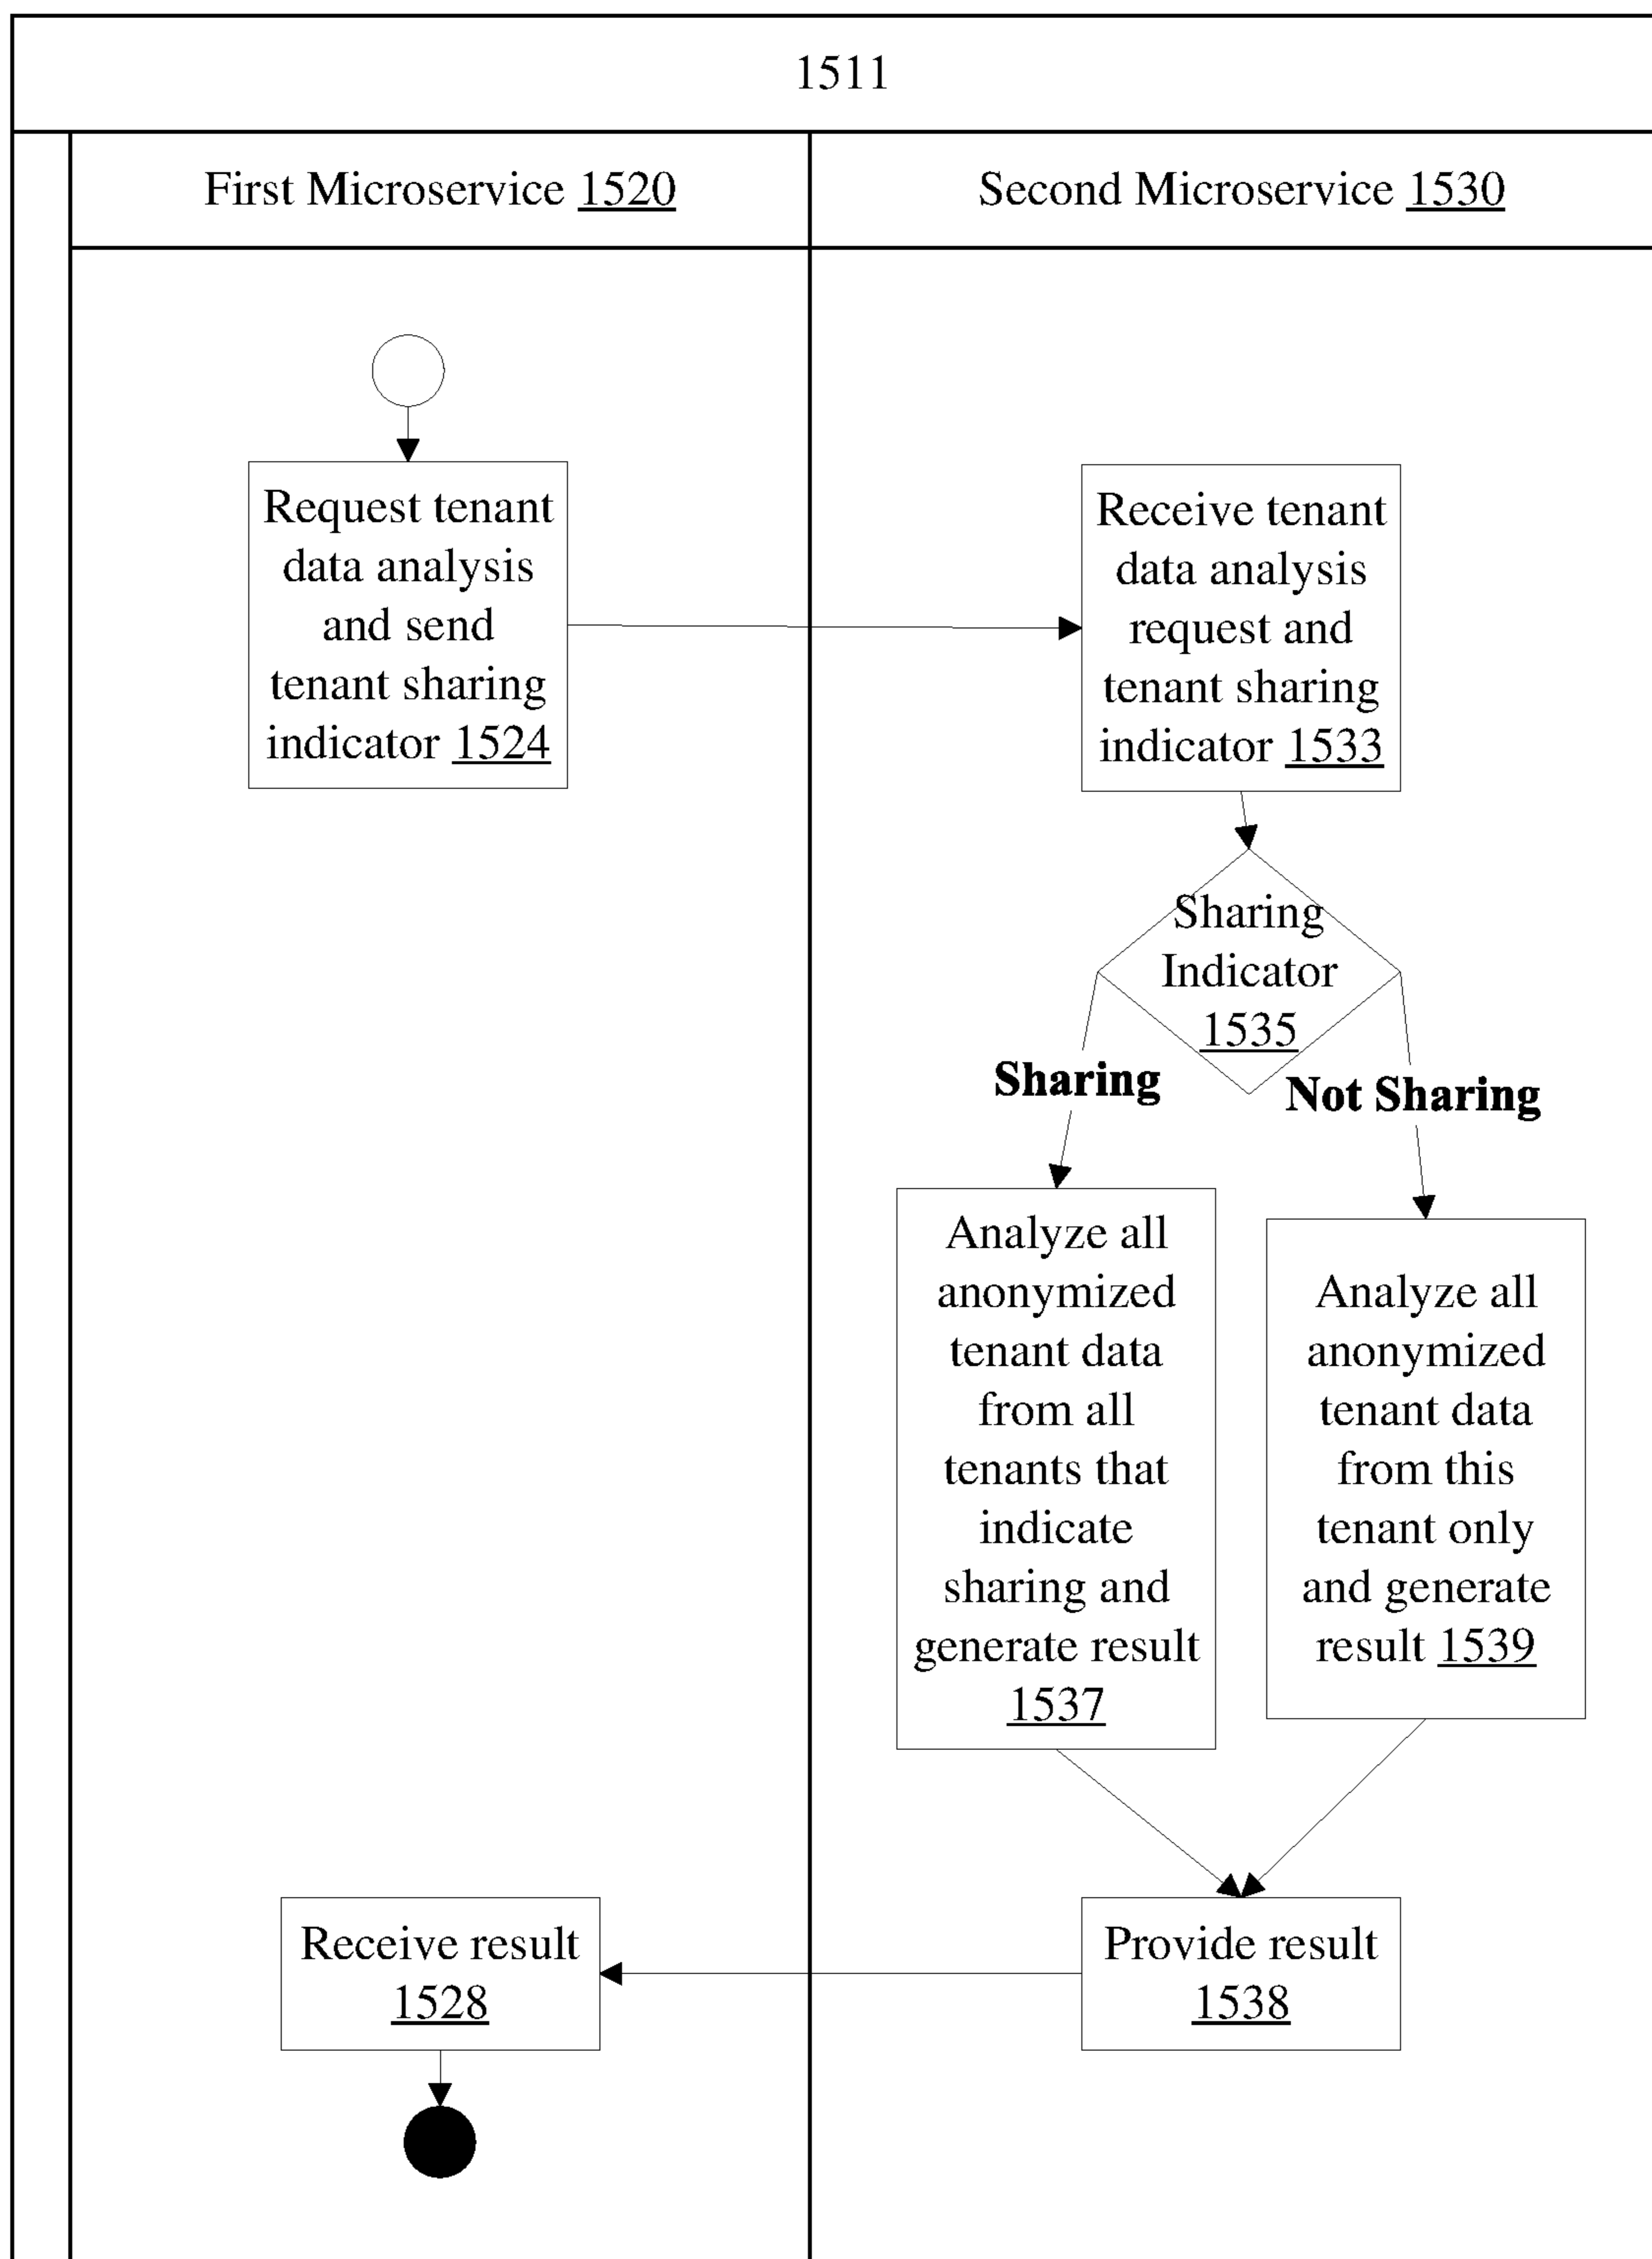 1511
First Microservice 1520
Second Microservice 1530
Request tenant
data analysis
and send
tenant sharing
indicator 1524
Receive tenant
data analysis
request and
tenant sharing
indicator 1533
Sharing
Indicator
1535
Sharing
Not Sharing
Analyze all
anonymized
tenant data
from all
tenants that
indicate
sharing and
generate result
1537
Analyze all
anonymized
tenant data
from this
tenant only
and generate
result 1539
Receive result
1528
Provide result
1538